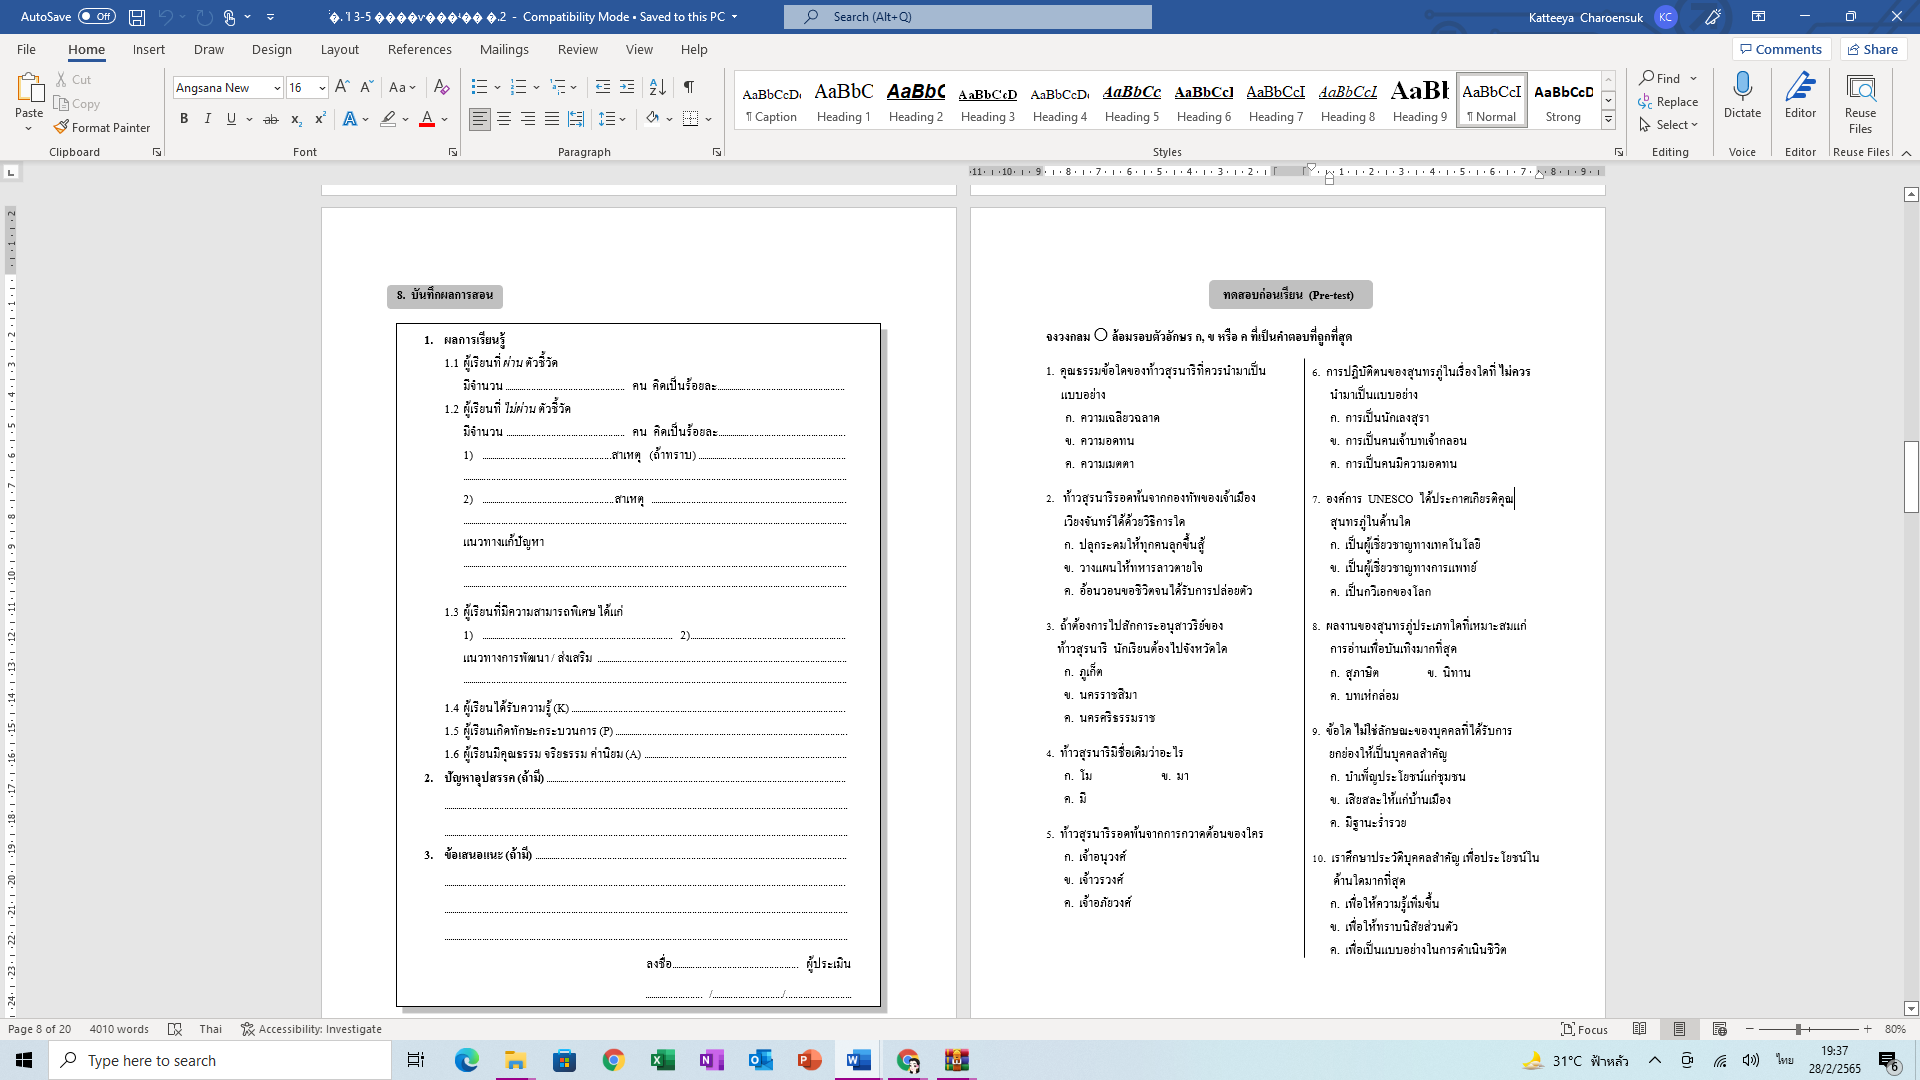 AutoSave Off
3-5
.2 - Compatibility Mode • Saved to this PC
Search (Alt+Q)
Katteeya Charoensuk KC
File Home Insert Draw Design Layout References Mailings Review View Help
Comments Share
Paste
Cut
Copy
Format Painter
Clipboard
Angsana New 16
Font
Paragraph
AaBbCcDc AaBbC AaBbC AaBbCcD AaBbCcDc AaBbCc AaBbCcI AaBbCcI AaBbCcI AaBb AaBbCcI AaBbCcD
¶ Caption Heading 1 Heading 2 Heading 3 Heading 4 Heading 5 Heading 6 Heading 7 Heading 8 Heading 9 ¶ Normal Strong
Styles
Find
Replace
Select
Editing
Dictate
Voice
Editor
Editor
Reuse Files
Reuse Files
8. บันทึกผลการสอน
1. ผลการเรียนรู้
1.1 ผู้เรียนที่ ผ่าน ตัวชี้วัด
มีจำนวน ........ คน คิดเป็นร้อยละ........
1.2 ผู้เรียนที่ ไม่ผ่าน ตัวชี้วัด
มีจำนวน ........ คน คิดเป็นร้อยละ........
1) ........สาเหตุ (ถ้าทราบ) ........
2) ........สาเหตุ ........
แนวทางแก้ปัญหา
1.3 ผู้เรียนที่มีความสามารถพิเศษ ได้แก่
1) ........ 2)........
แนวทางการพัฒนา / ส่งเสริม ........
1.4 ผู้เรียนได้รับความรู้ (K) ........
1.5 ผู้เรียนเกิดทักษะกระบวนการ (P) ........
1.6 ผู้เรียนมีคุณธรรม จริยธรรม ค่านิยม (A) ........
2. ปัญหาอุปสรรค (ถ้ามี) ........
3. ข้อเสนอแนะ (ถ้ามี) ........
ลงชื่อ........ ผู้ประเมิน
........ /......../........
ทดสอบก่อนเรียน (Pre-test)
จงวงกลม ○ ล้อมรอบตัวอักษร ก, ข หรือ ค ที่เป็นคำตอบที่ถูกที่สุด
1. คุณธรรมข้อใดของท้าวสุรนารีที่ควรนำมาเป็น
แบบอย่าง
ก. ความเฉลียวฉลาด
ข. ความอดทน
ค. ความเมตตา
2. ท้าวสุรนารีรอดพ้นจากกองทัพของเจ้าเมือง
เวียงจันทร์ได้ด้วยวิธีการใด
ก. ปลุกระดมให้ทุกคนลุกขึ้นสู้
ข. วางแผนให้ทหารลาวตายใจ
ค. อ้อนวอนขอชีวิตจนได้รับการปล่อยตัว
3. ถ้าต้องการไปสักการะอนุสาวรีย์ของ
ท้าวสุรนารี นักเรียนต้องไปจังหวัดใด
ก. ภูเก็ต
ข. นครราชสีมา
ค. นครศรีธรรมราช
4. ท้าวสุรนารีมีชื่อเดิมว่าอะไร
ก. โม ข. มา
ค. มี
5. ท้าวสุรนารีรอดพ้นจากการกวาดต้อนของใคร
ก. เจ้าอนุวงศ์
ข. เจ้าวรวงศ์
ค. เจ้าอภัยวงศ์
6. การปฏิบัติตนของสุนทรภู่ในเรื่องใดที่ ไม่ควร
นำมาเป็นแบบอย่าง
ก. การเป็นนักเลงสุรา
ข. การเป็นคนเจ้าบทเจ้ากลอน
ค. การเป็นคนมีความอดทน
7. องค์การ UNESCO ได้ประกาศเกียรติคุณ
สุนทรภู่ในด้านใด
ก. เป็นผู้เชี่ยวชาญทางเทคโนโลยี
ข. เป็นผู้เชี่ยวชาญทางการแพทย์
ค. เป็นกวีเอกของโลก
8. ผลงานของสุนทรภู่ประเภทใดที่เหมาะสมแก่
การอ่านเพื่อบันเทิงมากที่สุด
ก. สุภาษิต ข. นิทาน
ค. บทเห่กล่อม
9. ข้อใด ไม่ใช่ลักษณะของบุคคลที่ได้รับการ
ยกย่องให้เป็นบุคคลสำคัญ
ก. บำเพ็ญประโยชน์แก่ชุมชน
ข. เสียสละให้แก่บ้านเมือง
ค. มีฐานะร่ำรวย
10. เราศึกษาประวัติบุคคลสำคัญ เพื่อประโยชน์ใน
ด้านใดมากที่สุด
ก. เพื่อให้ความรู้เพิ่มขึ้น
ข. เพื่อให้ทราบนิสัยส่วนตัว
ค. เพื่อเป็นแบบอย่างในการดำเนินชีวิต
Page 8 of 20 4010 words Thai Accessibility: Investigate
Focus 80%
Type here to search
31°C ฟ้าหลัว
ไทย
19:37
28/2/2565
6